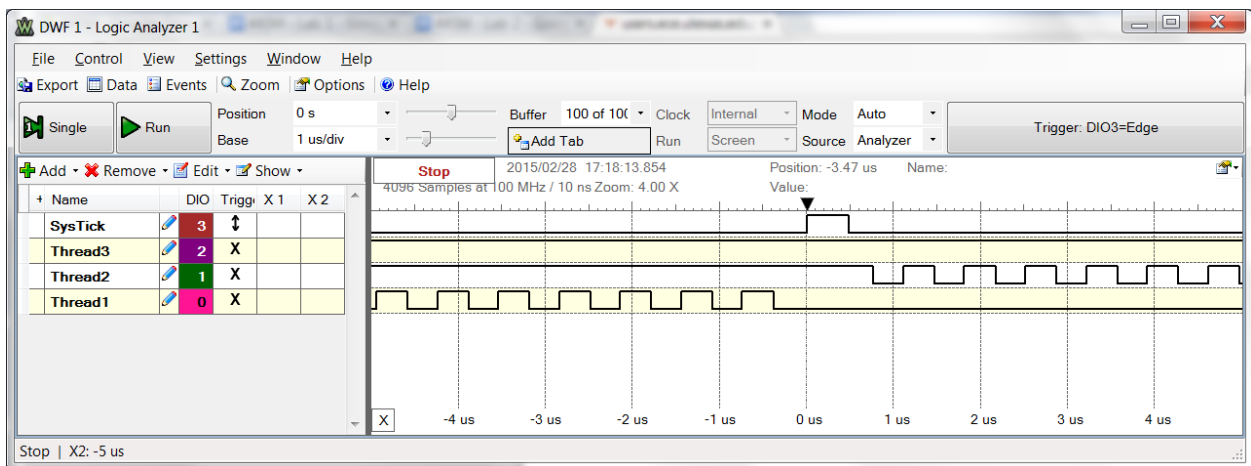 DWF 1 - Logic Analyzer 1
File Control View Settings Window Help
Export Data Events Zoom Options Help
Single Run Position 0 s Buffer 100 of 10( Clock Internal Mode Auto Trigger: DIO3=Edge
Base 1 us/div Add Tab Run Screen Source Analyzer
Add Remove Edit Show Stop 2015/02/28 17:18:13.854 Position: -3.47 us Name:
4096 Samples at 100 MHz / 10 ns Zoom: 4.00 X Value:
+ Name DIO Trigg X 1 X 2
SysTick 3
Thread3 2 X
Thread2 1 X
Thread1 0 X
X -4 us -3 us -2 us -1 us 0 us 1 us 2 us 3 us 4 us
Stop | X2: -5 us